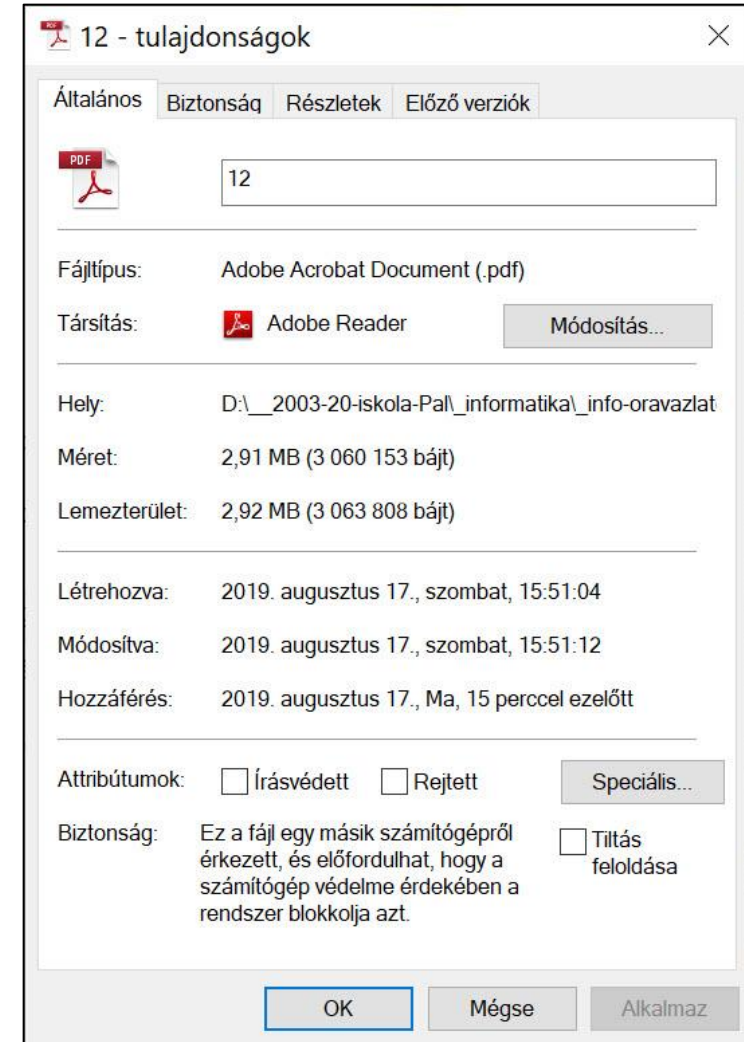 12 - tulajdonságok
Általános Biztonság Részletek Előző verziók
PDF
12
Fájltípus: Adobe Acrobat Document (.pdf)
Társítás: Adobe Reader Módosítás...
Hely: D:\__2003-20-iskola-Pal\_informatika\_info-oravazlat
Méret: 2,91 MB (3 060 153 bájt)
Lemezterület: 2,92 MB (3 063 808 bájt)
Létrehozva: 2019. augusztus 17., szombat, 15:51:04
Módosítva: 2019. augusztus 17., szombat, 15:51:12
Hozzáférés: 2019. augusztus 17., Ma, 15 perccel ezelőtt
Attribútumok: Írásvédett Rejtett Speciális...
Biztonság: Ez a fájl egy másik számítógépről Tiltás
érkezett, és előfordulhat, hogy a feloldása
számítógép védelme érdekében a
rendszer blokkolja azt.
OK Mégse Alkalmaz